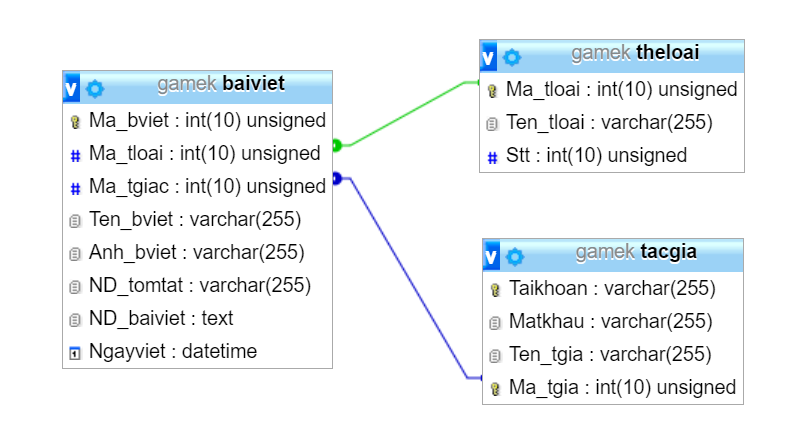 gamek baiviet
Ma_bviet : int(10) unsigned
Ma_tloai : int(10) unsigned
Ma_tgiac : int(10) unsigned
Ten_bviet : varchar(255)
Anh_bviet : varchar(255)
ND_tomtat : varchar(255)
ND_baiviet : text
Ngayviet : datetime
gamek theloai
Ma_tloai : int(10) unsigned
Ten_tloai : varchar(255)
Stt : int(10) unsigned
gamek tacgia
Taikhoan : varchar(255)
Matkhau : varchar(255)
Ten_tgia : varchar(255)
Ma_tgia : int(10) unsigned